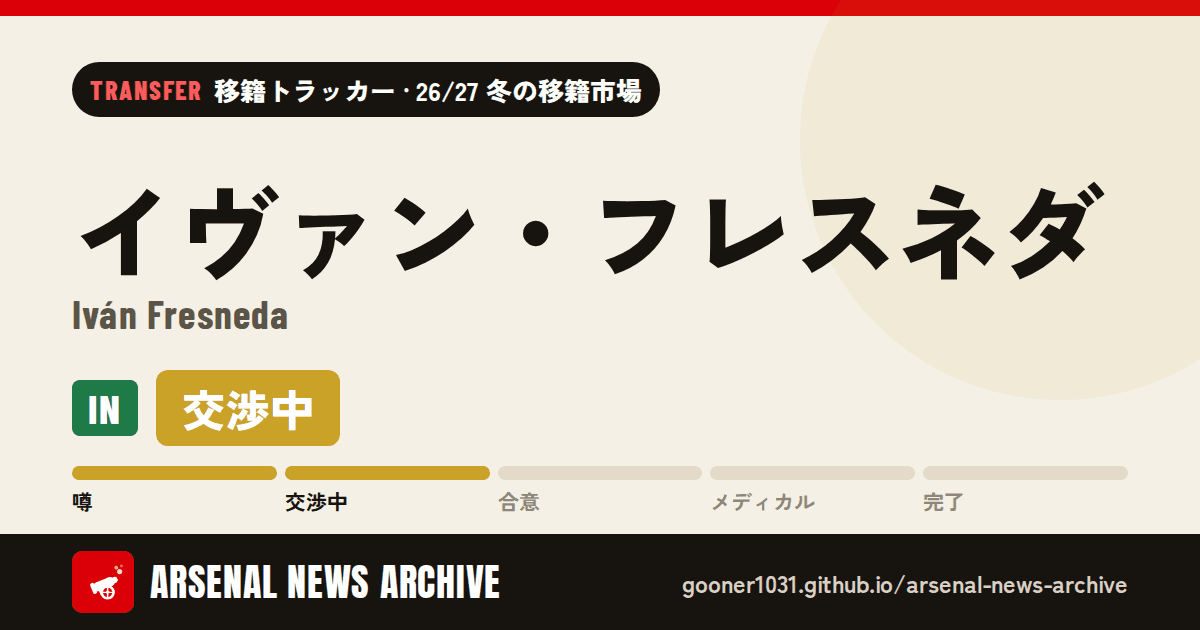 TRANSFER 移籍トラッカー · 26/27 冬の移籍市場
イヴァン・フレスネダ
Iván Fresneda
IN 交渉中
噂 交渉中 合意 メディカル 完了
ARSENAL NEWS ARCHIVE gooner1031.github.io/arsenal-news-archive